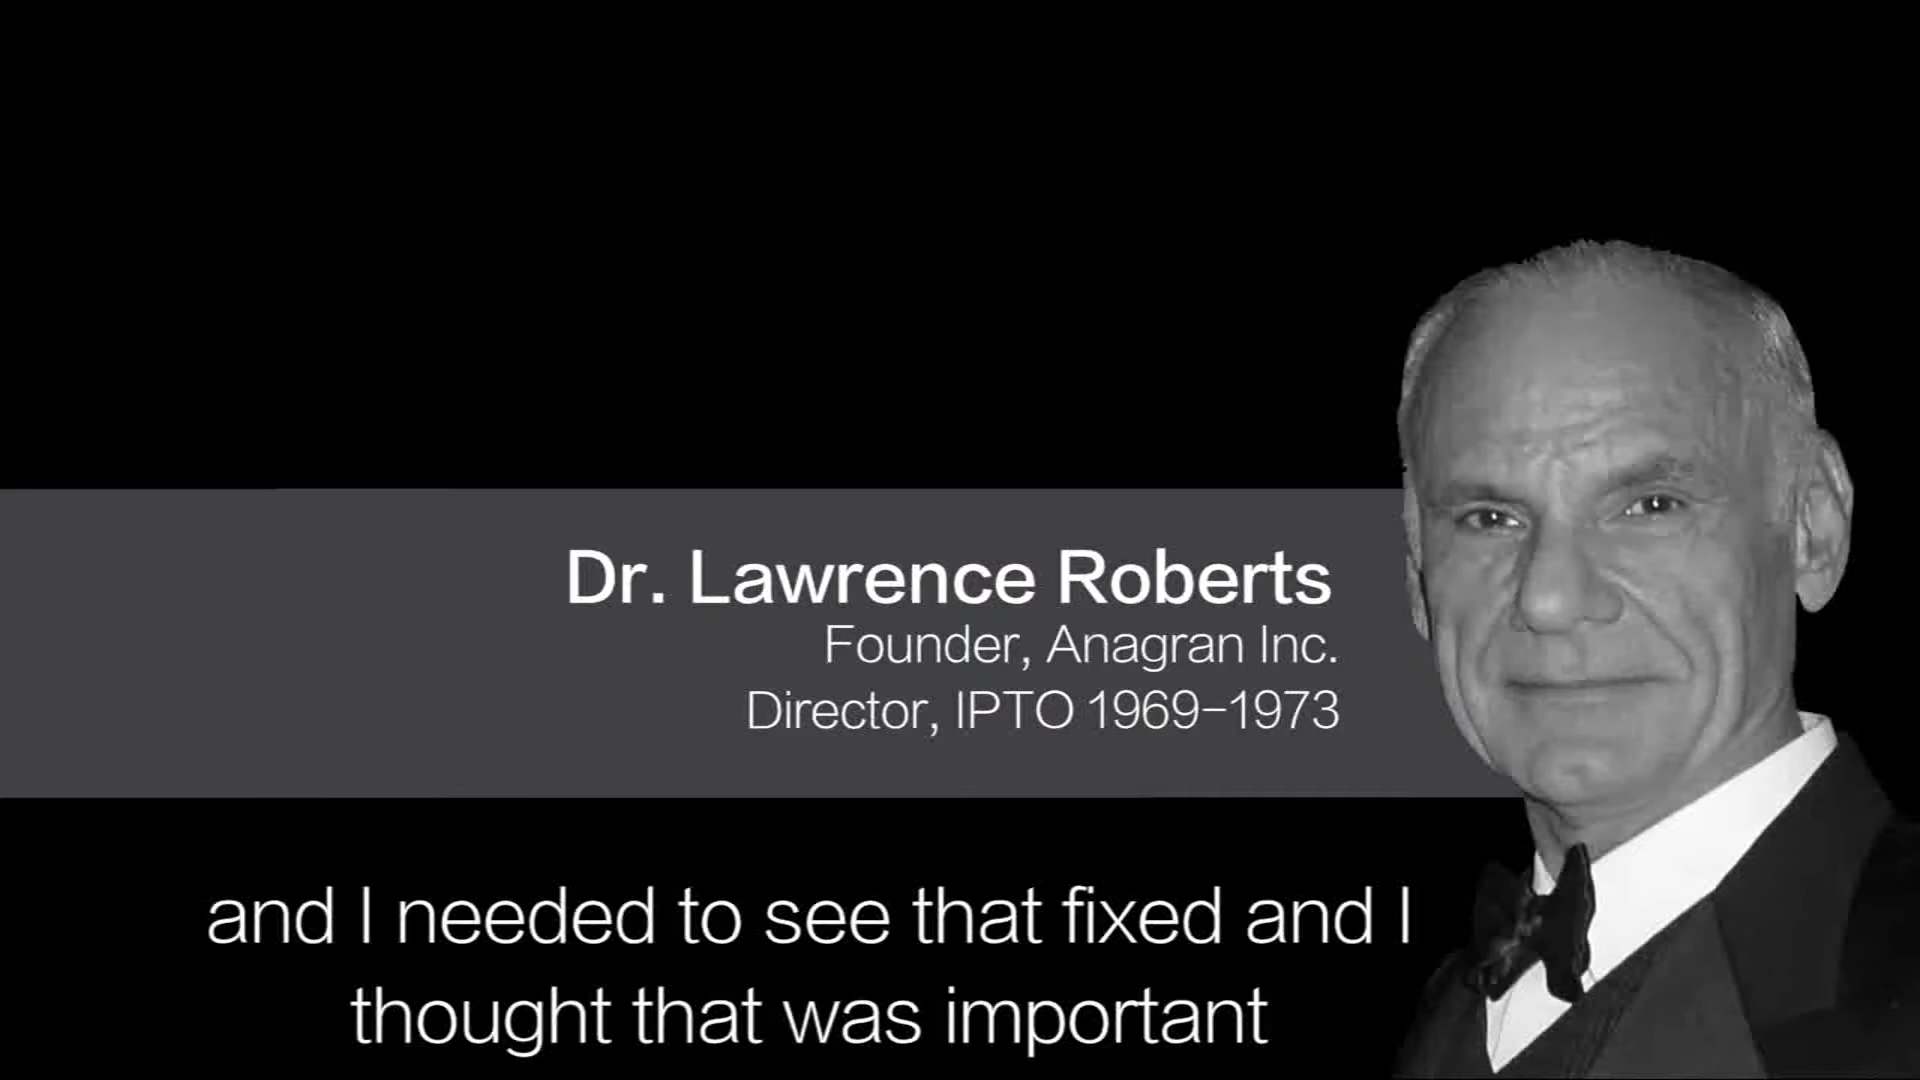 Dr. Lawrence Roberts
Founder, Anagran Inc.
Director, IPTO 1969–1973
and I needed to see that fixed and I
thought that was important